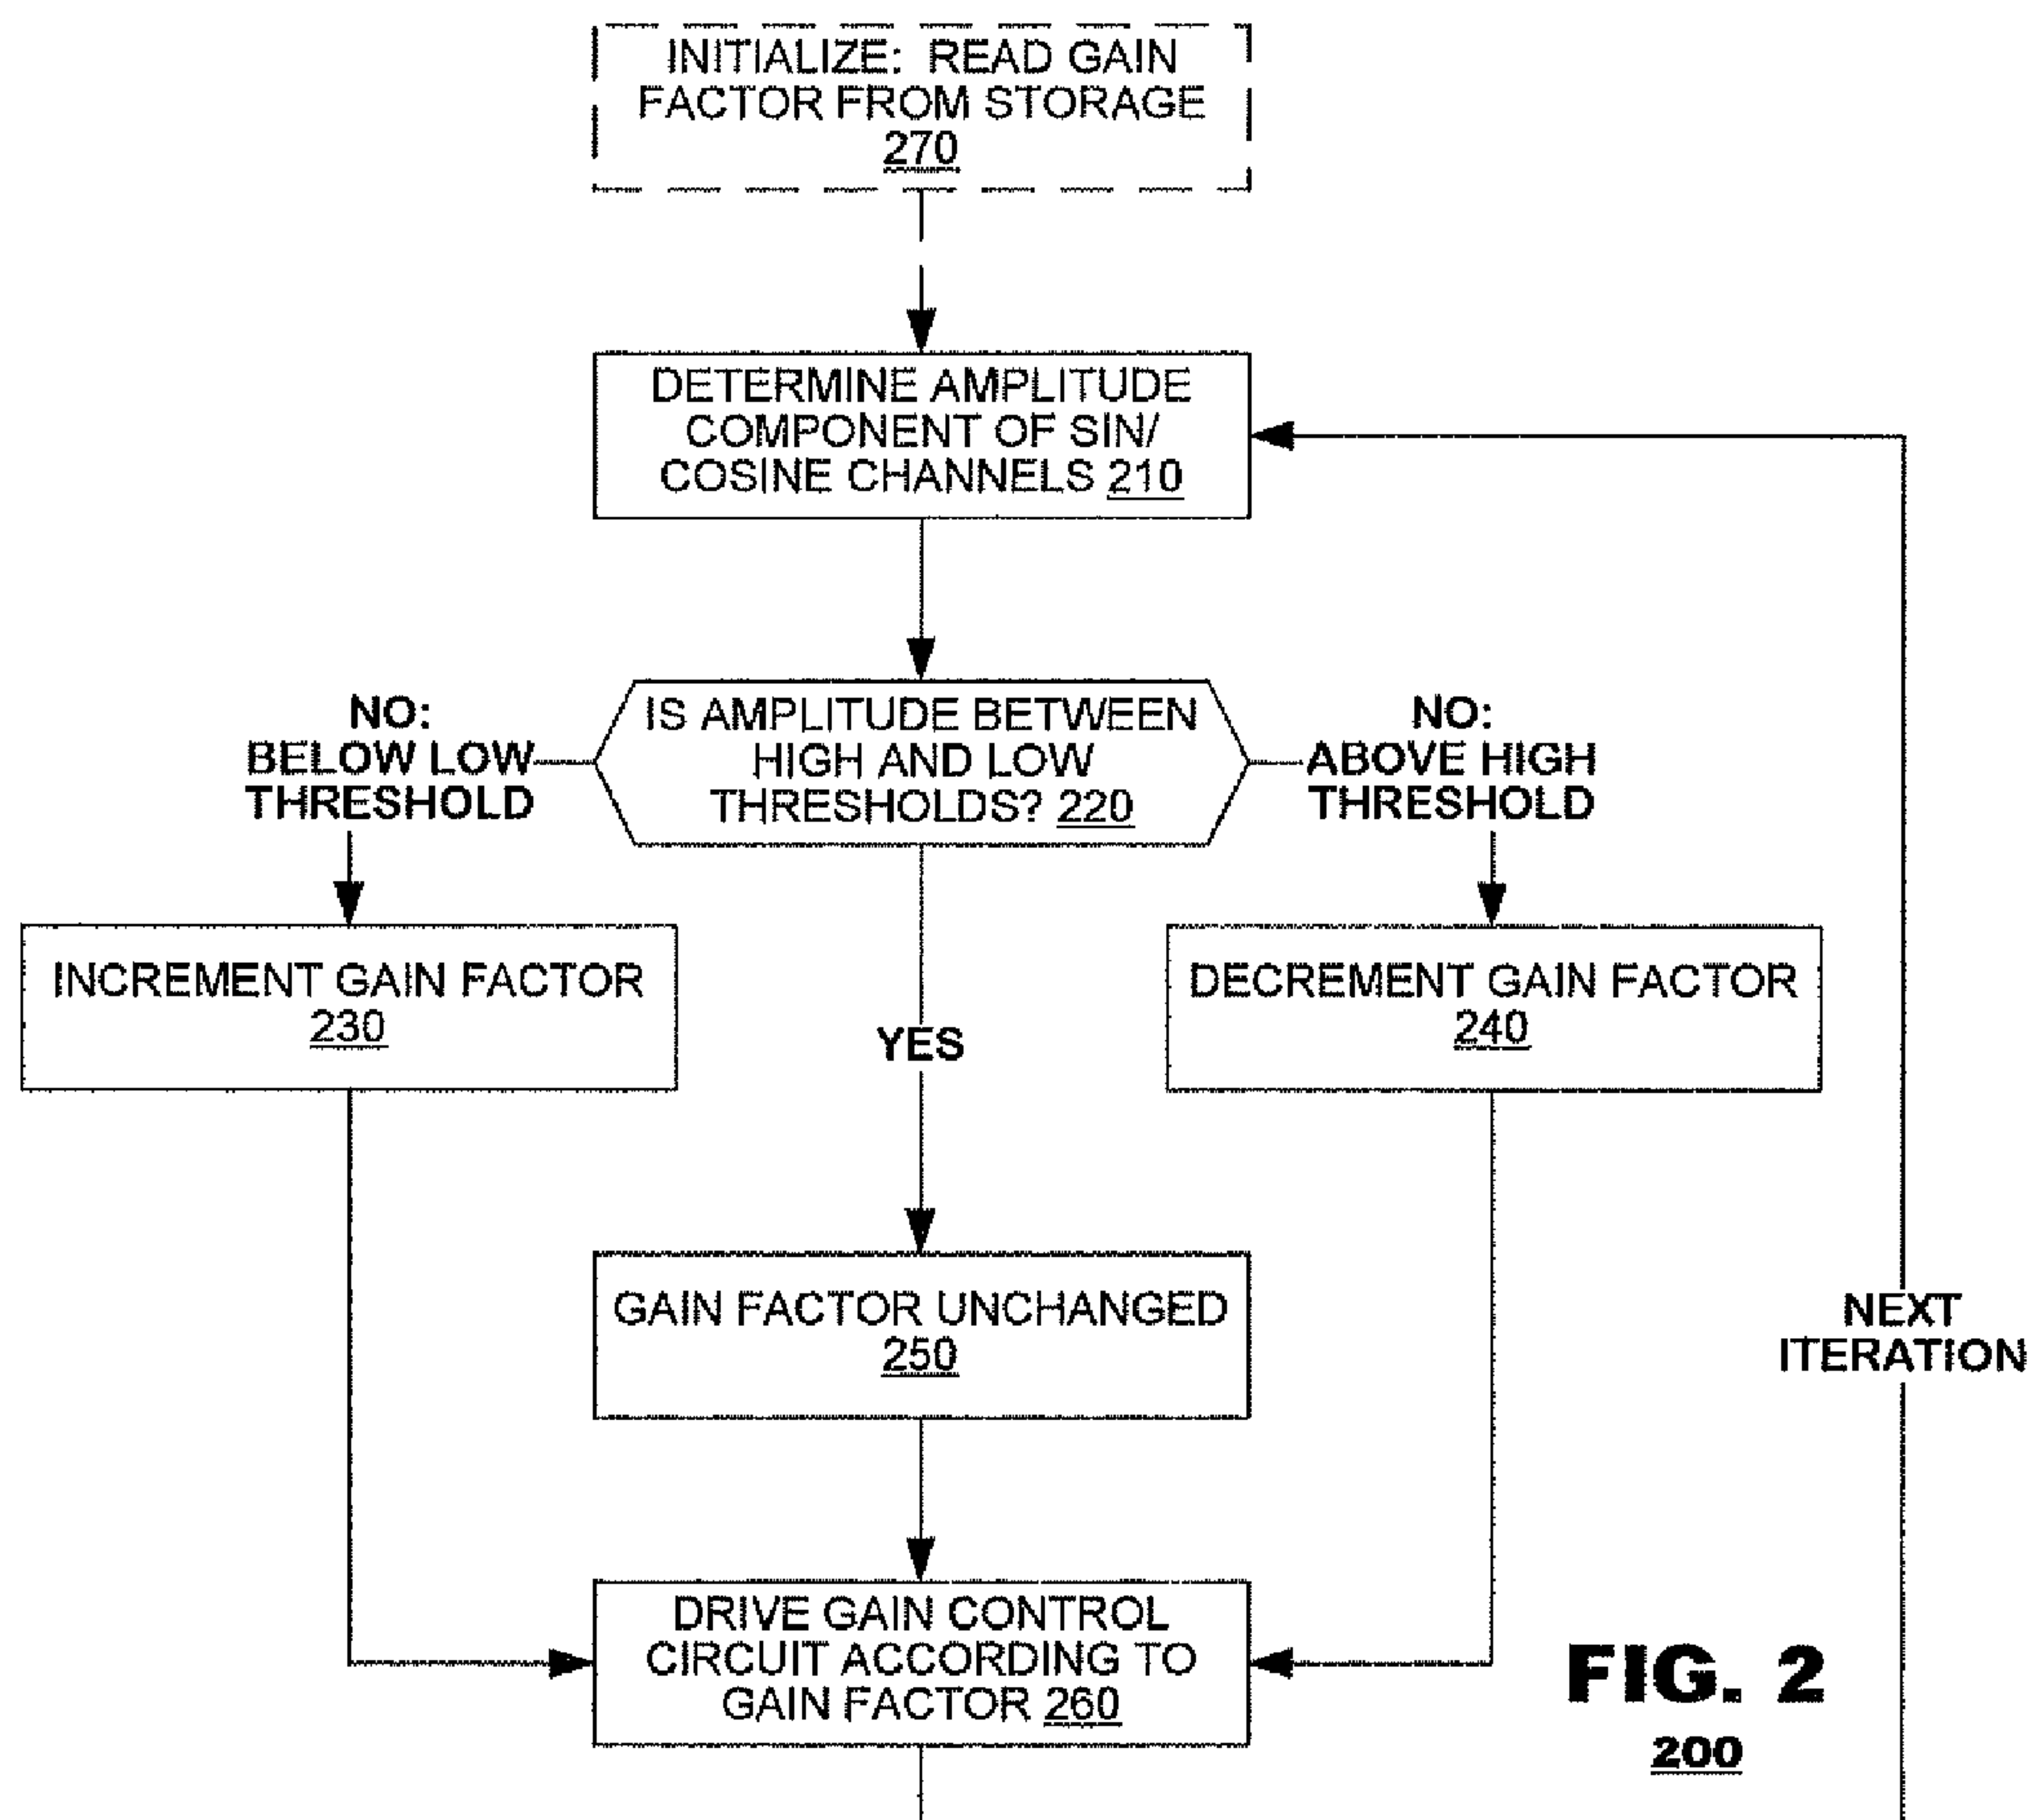 INITIALIZE: READ GAIN
FACTOR FROM STORAGE
270
DETERMINE AMPLITUDE
COMPONENT OF SIN/
COSINE CHANNELS 210
IS AMPLITUDE BETWEEN
HIGH AND LOW
THRESHOLDS? 220
NO:
BELOW LOW
THRESHOLD
NO:
ABOVE HIGH
THRESHOLD
INCREMENT GAIN FACTOR
230
YES
DECREMENT GAIN FACTOR
240
GAIN FACTOR UNCHANGED
250
NEXT
ITERATION
DRIVE GAIN CONTROL
CIRCUIT ACCORDING TO
GAIN FACTOR 260
FIG. 2
200